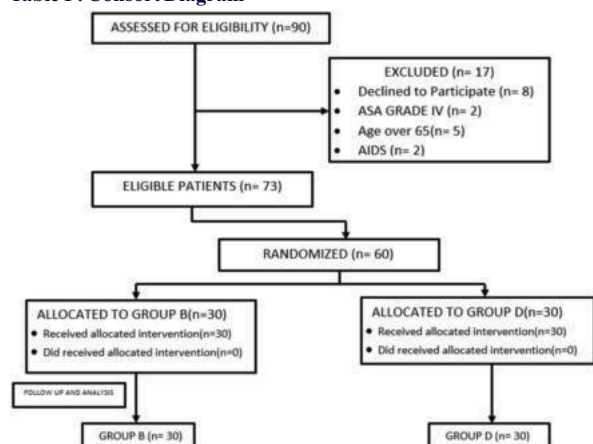 Table 1 : Consort Diagram
ASSESSED FOR ELIGIBILITY (n=90)
EXCLUDED (n= 17)
• Declined to Participate (n= 8)
• ASA GRADE IV (n= 2)
• Age over 65(n= 5)
• AIDS (n= 2)
ELIGIBLE PATIENTS (n= 73)
RANDOMIZED (n= 60)
ALLOCATED TO GROUP B(n=30)
• Received allocated intervention(n=30)
• Did received allocated intervention(n=0)
ALLOCATED TO GROUP D(n=30)
• Received allocated intervention(n=30)
• Did received allocated intervention(n=0)
FOLLOW UP AND ANALYSIS
GROUP B (n= 30)
GROUP D (n= 30)